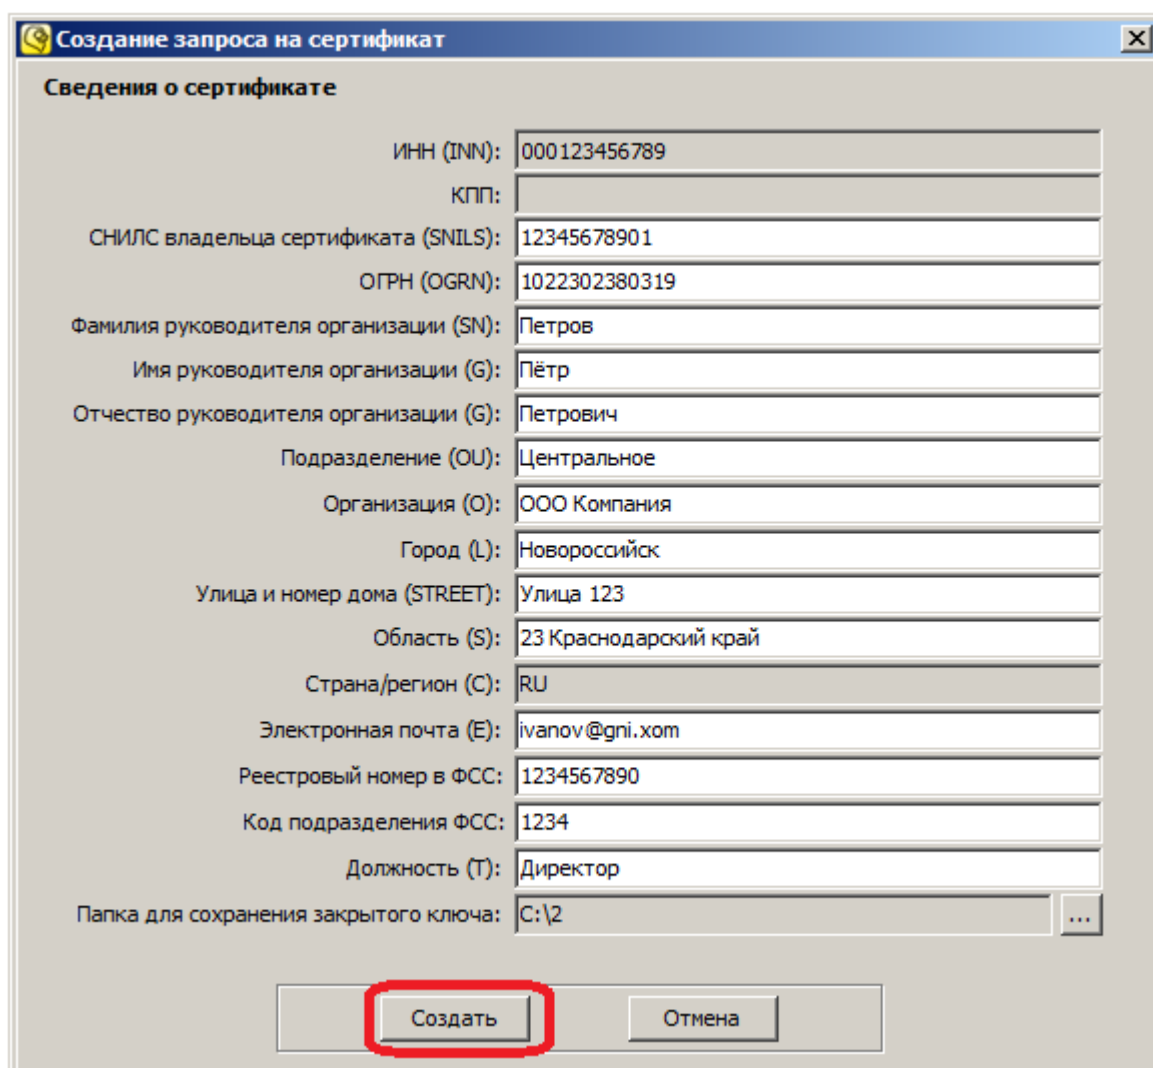 Создание запроса на сертификат
Сведения о сертификате
ИНН (INN): 000123456789
КПП:
СНИЛС владельца сертификата (SNILS): 12345678901
ОГРН (OGRN): 1022302380319
Фамилия руководителя организации (SN): Петров
Имя руководителя организации (G): Пётр
Отчество руководителя организации (G): Петрович
Подразделение (OU): Центральное
Организация (O): ООО Компания
Город (L): Новороссийск
Улица и номер дома (STREET): Улица 123
Область (S): 23 Краснодарский край
Страна/регион (C): RU
Электронная почта (E): ivanov@gni.xom
Реестровый номер в ФСС: 1234567890
Код подразделения ФСС: 1234
Должность (T): Директор
Папка для сохранения закрытого ключа: C:\2 ...
Создать Отмена